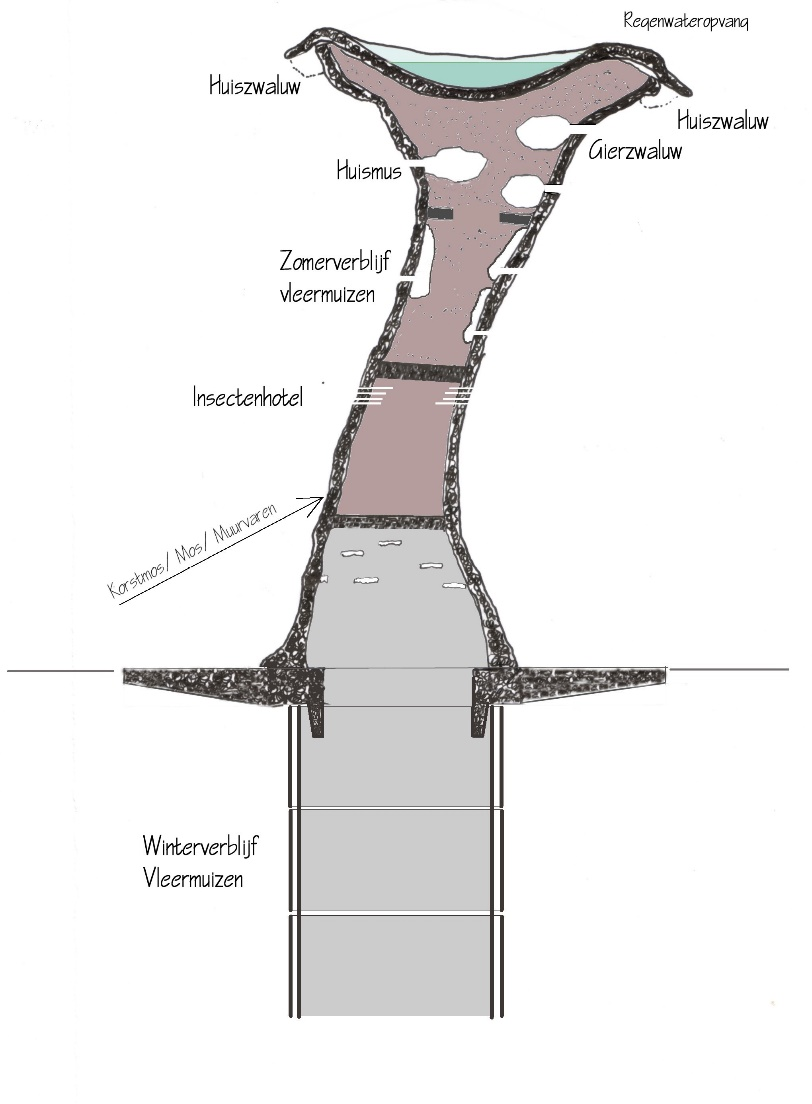 Regenwateropvang
Huiszwaluw
Huiszwaluw
Gierzwaluw
Huismus
Zomerverblijf
vleermuizen
Insectenhotel
Korstmos/ Mos/ Muurvaren
Winterverblijf
Vleermuizen